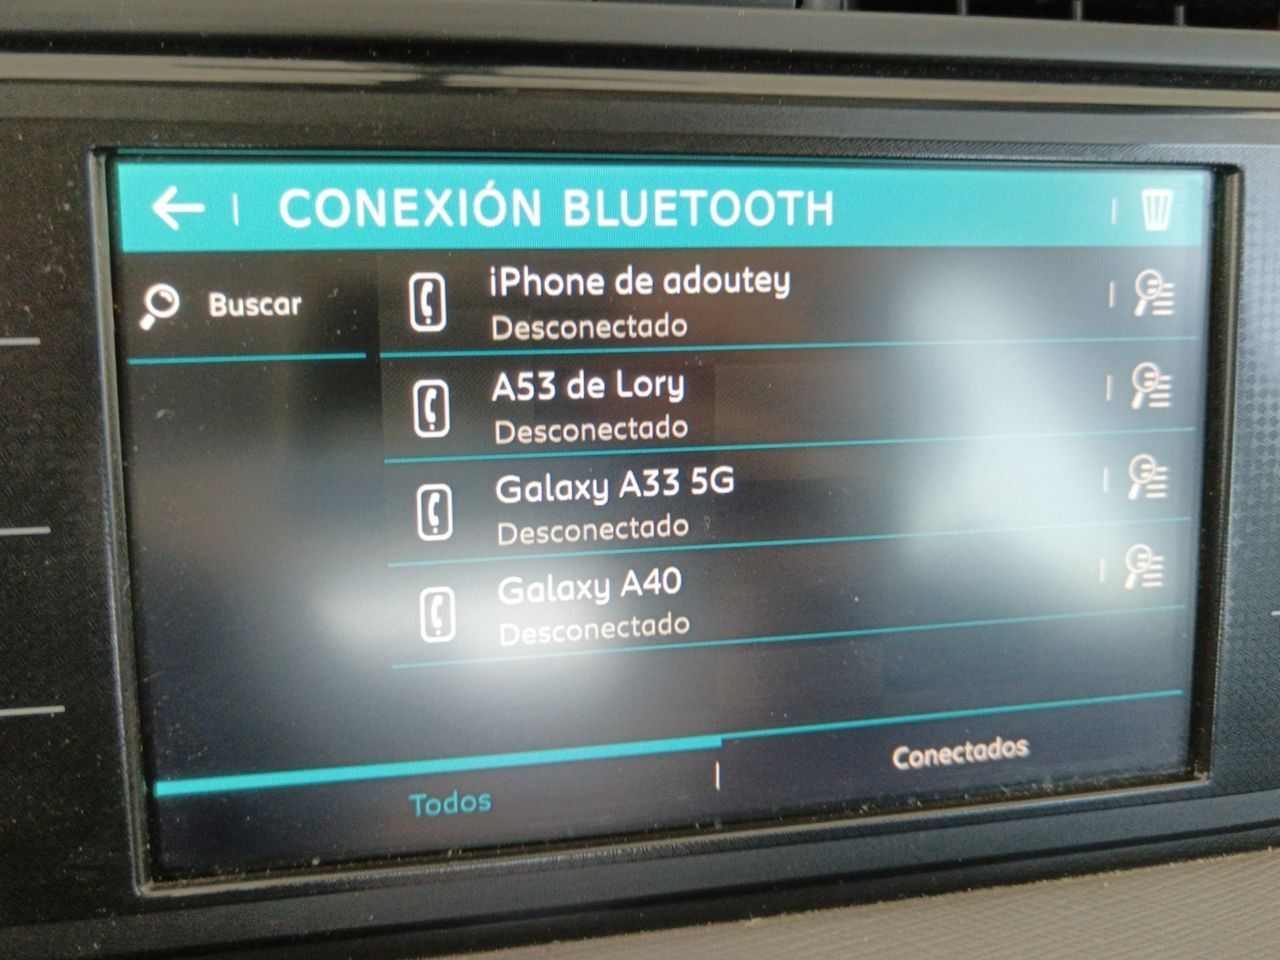 CONEXIÓN BLUETOOTH
Buscar
iPhone de adoutey
Desconectado
A53 de Lory
Desconectado
Galaxy A33 5G
Desconectado
Galaxy A40
Desconectado
Todos
Conectados